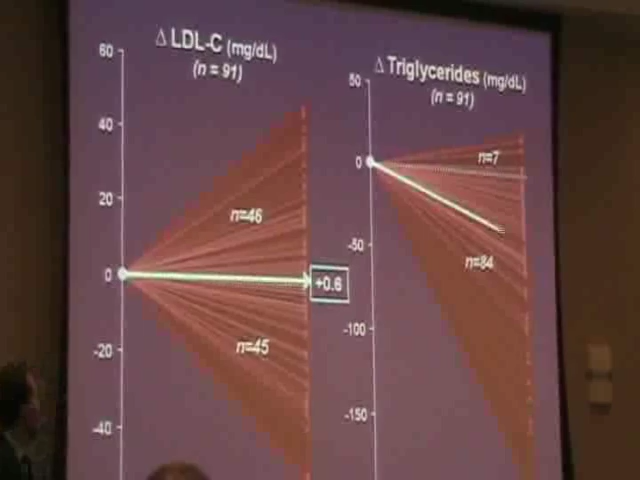 Δ LDL-C (mg/dL)
(n = 91)
60
40
20
0
-20
-40
n=46
n=45
+0.6
Δ Triglycerides (mg/dL)
(n = 91)
50
0
-50
-100
-150
n=7
n=84